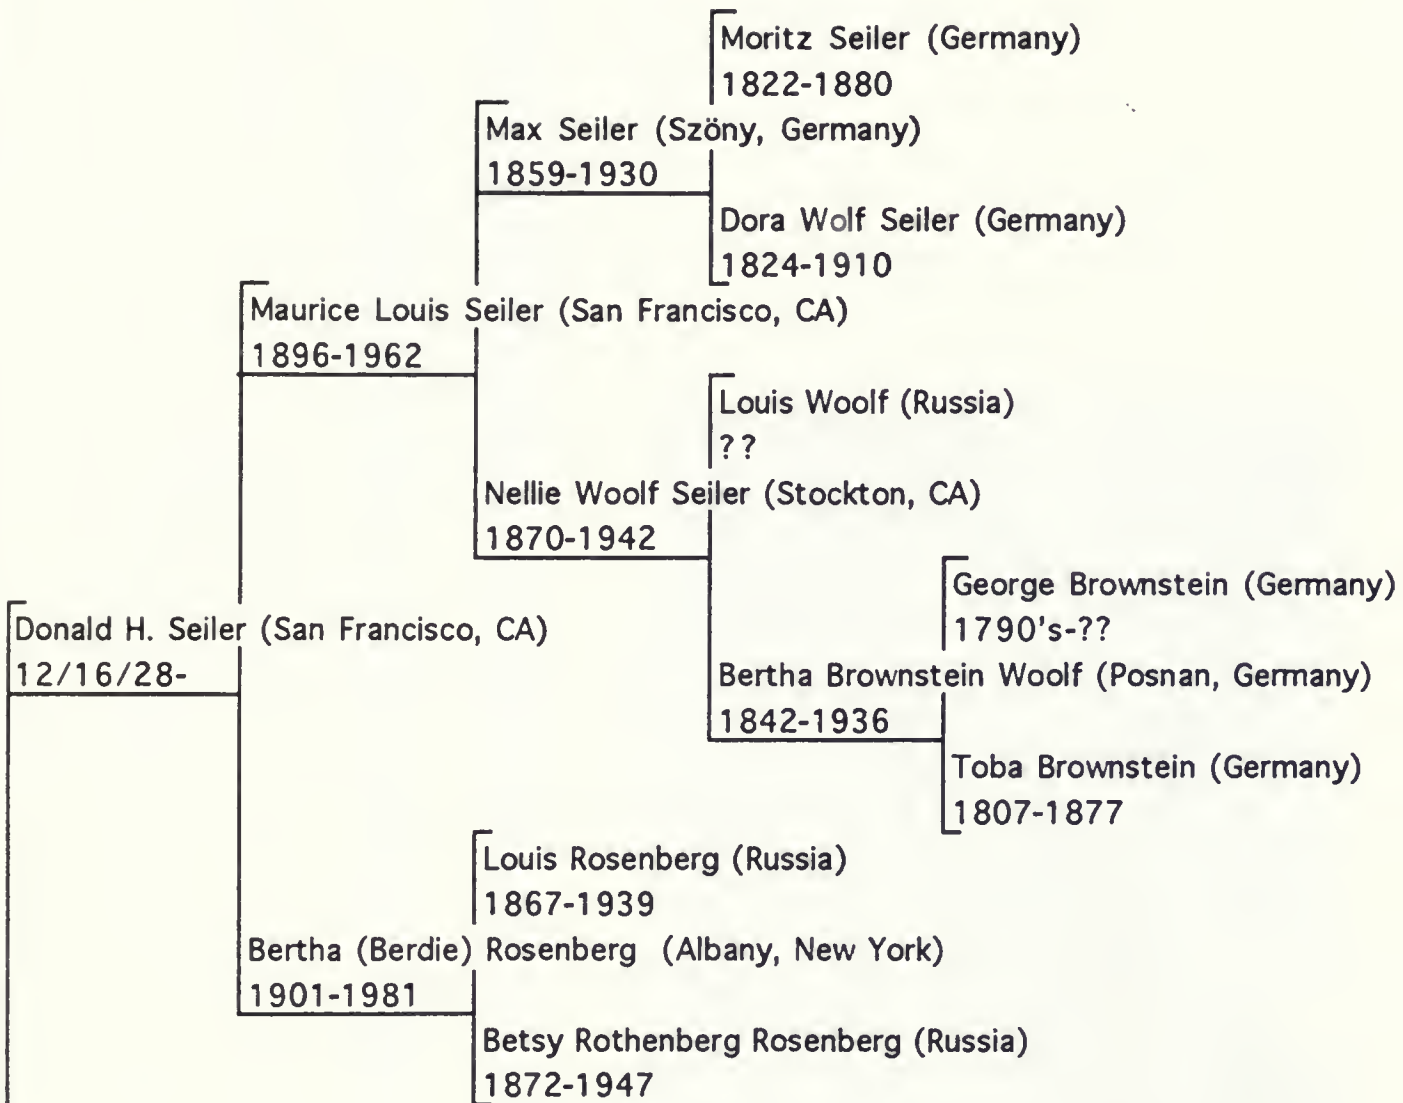 Moritz Seiler (Germany)
1822-1880
Max Seiler (Szöny, Germany)
1859-1930
Dora Wolf Seiler (Germany)
1824-1910
Maurice Louis Seiler (San Francisco, CA)
1896-1962
Louis Woolf (Russia)
??
Nellie Woolf Seiler (Stockton, CA)
1870-1942
George Brownstein (Germany)
1790's-??
Donald H. Seiler (San Francisco, CA)
12/16/28-
Bertha Brownstein Woolf (Posnan, Germany)
1842-1936
Toba Brownstein (Germany)
1807-1877
Louis Rosenberg (Russia)
1867-1939
Bertha (Berdie) Rosenberg (Albany, New York)
1901-1981
Betsy Rothenberg Rosenberg (Russia)
1872-1947